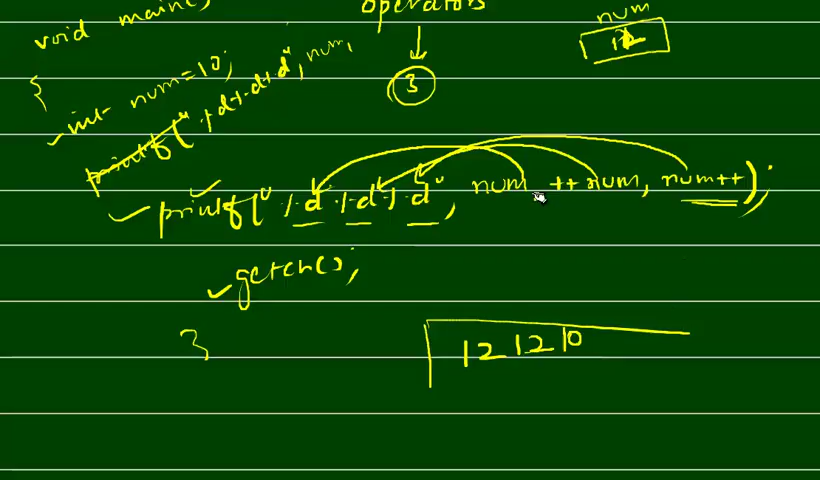 operators
void main()
num
12
{
int num=10;
3
printf("%d%d%d", num,
printf("%d %d %d", num ++num, num++);
getch();
}
12 12 10